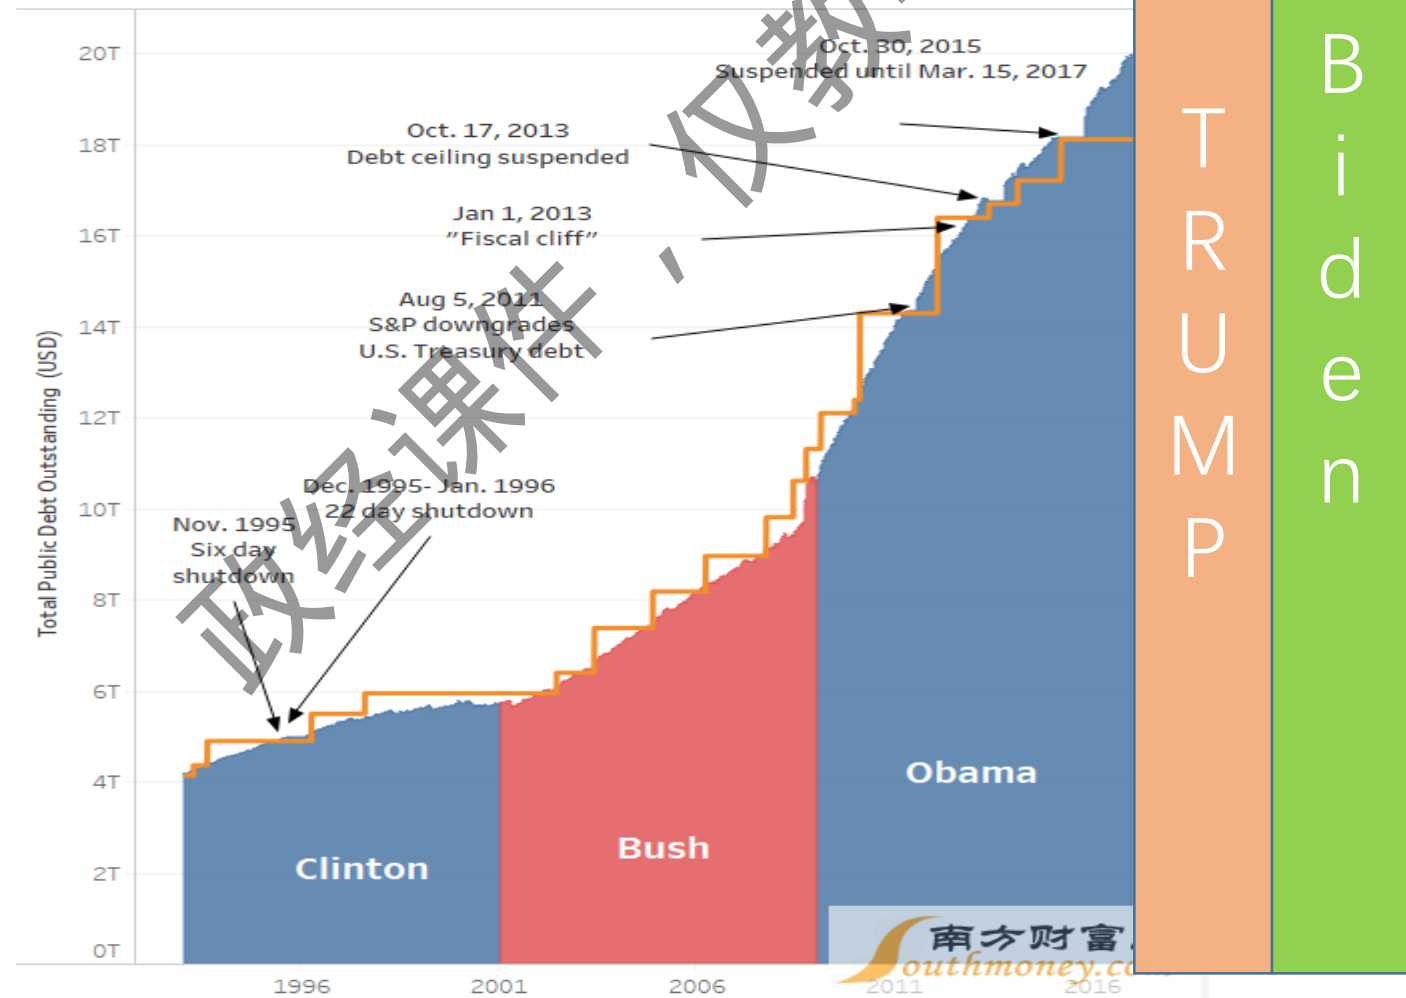 Total Public Debt Outstanding (USD)
20T
18T
16T
14T
12T
10T
8T
6T
4T
2T
0T
Oct. 30, 2015
Suspended until Mar. 15, 2017
Oct. 17, 2013
Debt ceiling suspended
Jan 1, 2013
”Fiscal cliff”
Aug 5, 2011
S&P downgrades
U.S. Treasury debt
Dec. 1995- Jan. 1996
22 day shutdown
Nov. 1995
Six day
shutdown
Clinton
Bush
Obama
TRUMP
Biden
政经课件，仅教
南方财富
outhmoney.c
1996
2001
2006
2011
2016